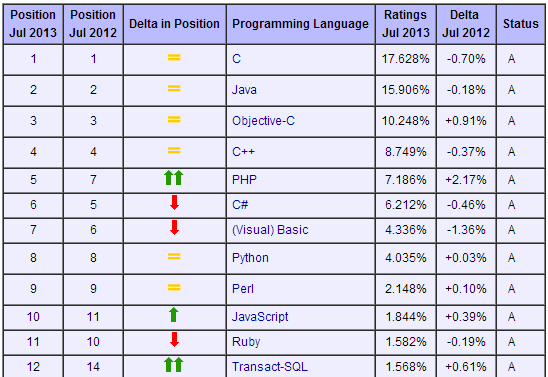 Position Jul 2013 Position Jul 2012 Delta in Position Programming Language Ratings Jul 2013 Delta Jul 2012 Status
1 1 = C 17.628% -0.70% A
2 2 = Java 15.906% -0.18% A
3 3 = Objective-C 10.248% +0.91% A
4 4 = C++ 8.749% -0.37% A
5 7 PHP 7.186% +2.17% A
6 5 C# 6.212% -0.46% A
7 6 (Visual) Basic 4.336% -1.36% A
8 8 = Python 4.035% +0.03% A
9 9 = Perl 2.148% +0.10% A
10 11 JavaScript 1.844% +0.39% A
11 10 Ruby 1.582% -0.19% A
12 14 Transact-SQL 1.568% +0.61% A